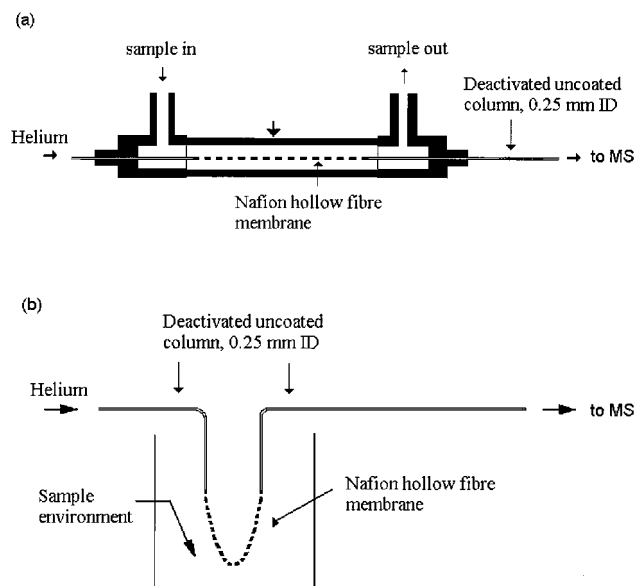 (a)
sample in
sample out
Deactivated uncoated
column, 0.25 mm ID
Helium
to MS
Nafion hollow fibre
membrane
(b)
Deactivated uncoated
column, 0.25 mm ID
Helium
to MS
Sample
environment
Nafion hollow fibre
membrane